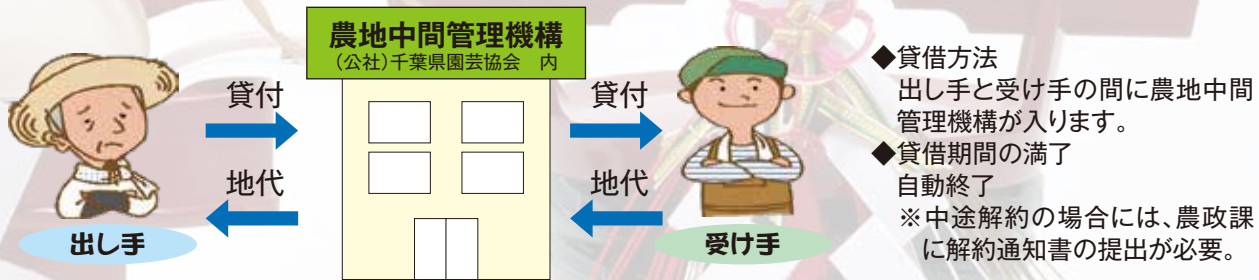 農地中間管理機構
(公社)千葉県園芸協会 内
貸付
地代
出し手
貸付
地代
受け手
◆貸借方法
出し手と受け手の間に農地中間
管理機構が入ります。
◆貸借期間の満了
自動終了
※中途解約の場合には、農政課
に解約通知書の提出が必要。